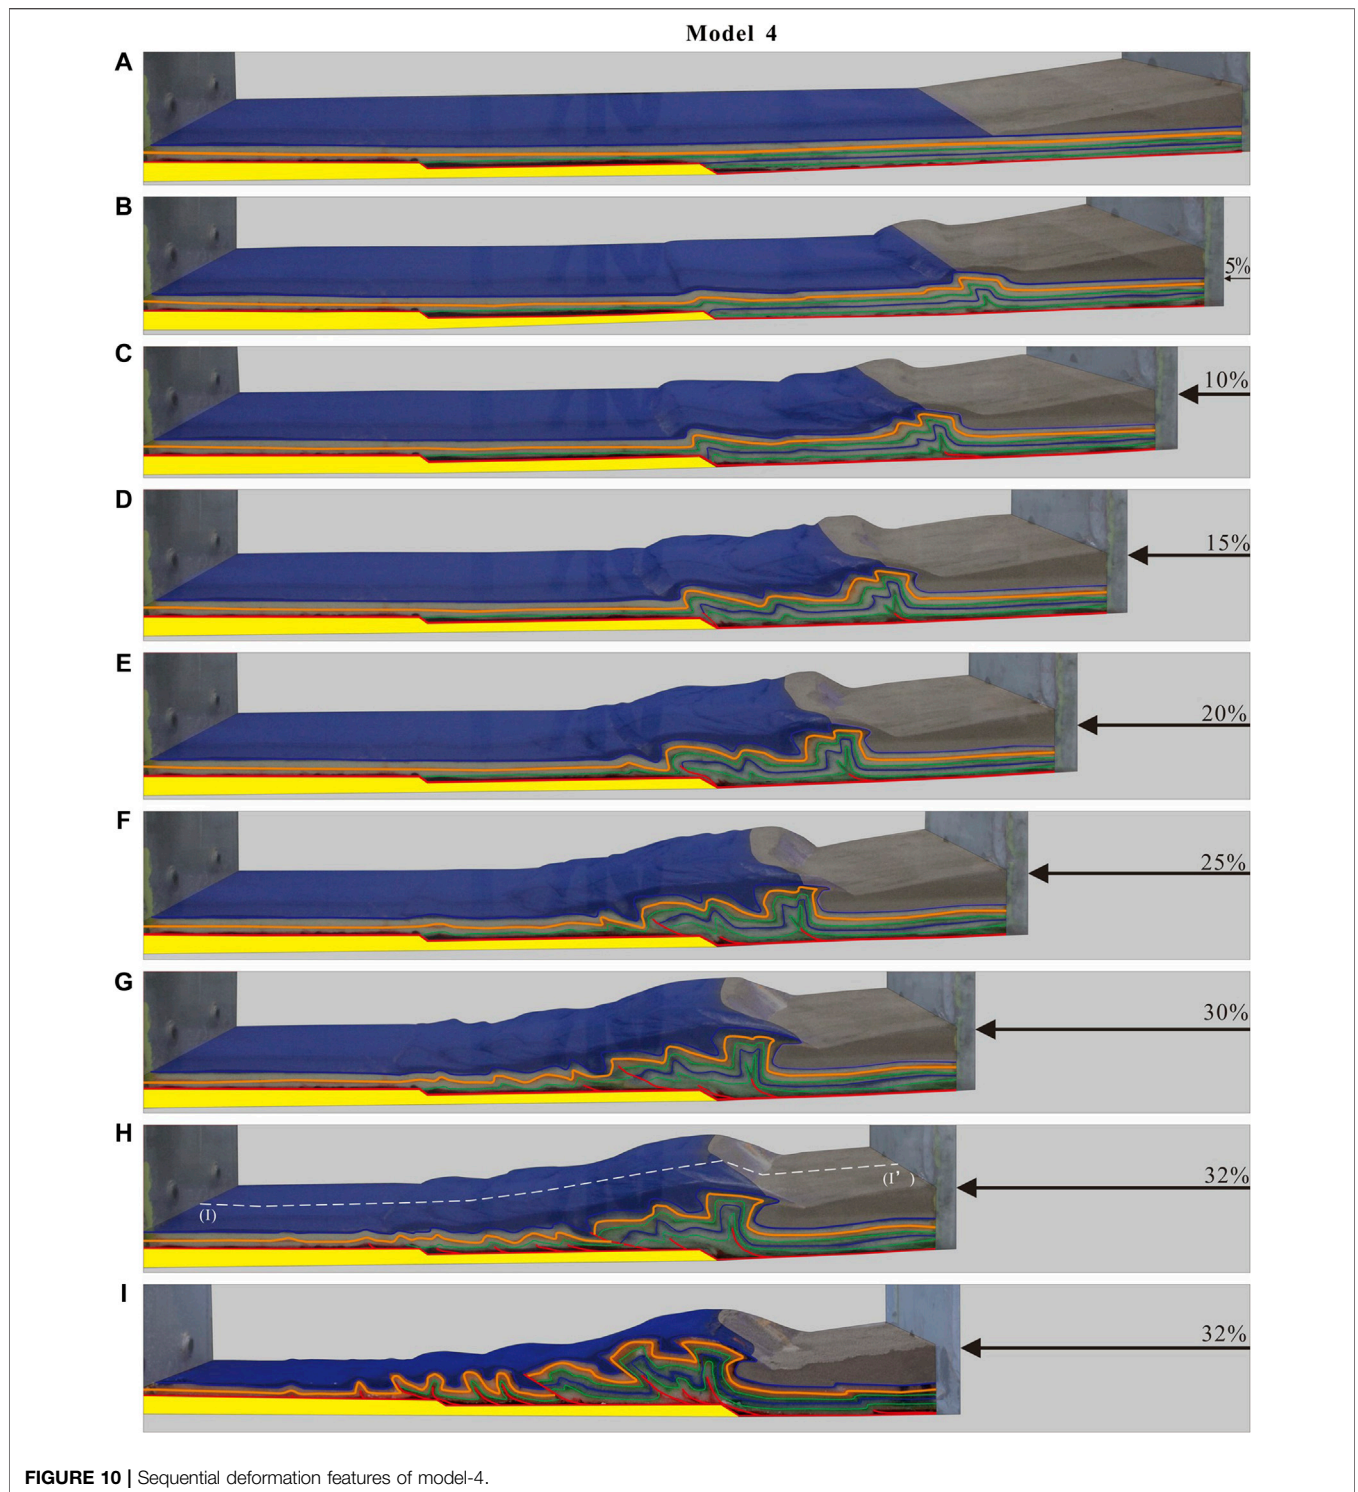 Model 4
A
B
5%
C
10%
D
15%
E
20%
F
25%
G
30%
H
32%
(I)
(I')
I
32%
FIGURE 10 | Sequential deformation features of model-4.